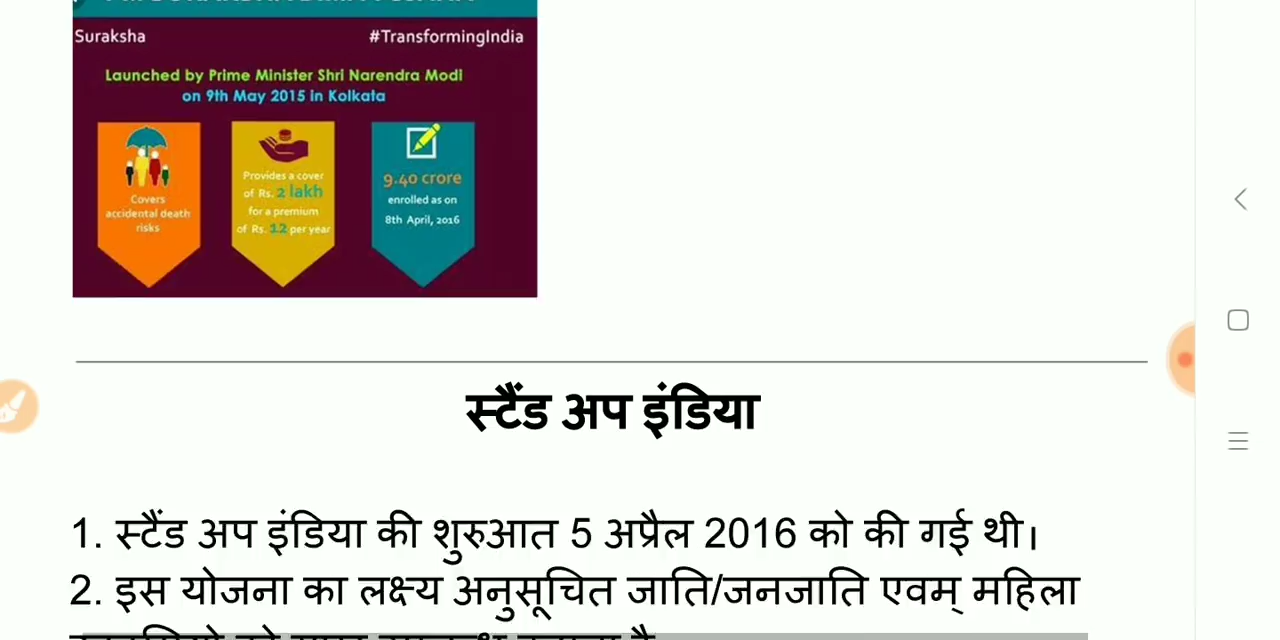 Suraksha
#TransformingIndia
Launched by Prime Minister Shri Narendra Modi
on 9th May 2015 in Kolkata
Covers
accidental death
risks
Provides a cover
of Rs. 2 lakh
for a premium
of Rs. 12 per year
9.40 crore
enrolled as on
8th April, 2016
स्टैंड अप इंडिया
1. स्टैंड अप इंडिया की शुरुआत 5 अप्रैल 2016 को की गई थी।
2. इस योजना का लक्ष्य अनुसूचित जाति/जनजाति एवम् महिला